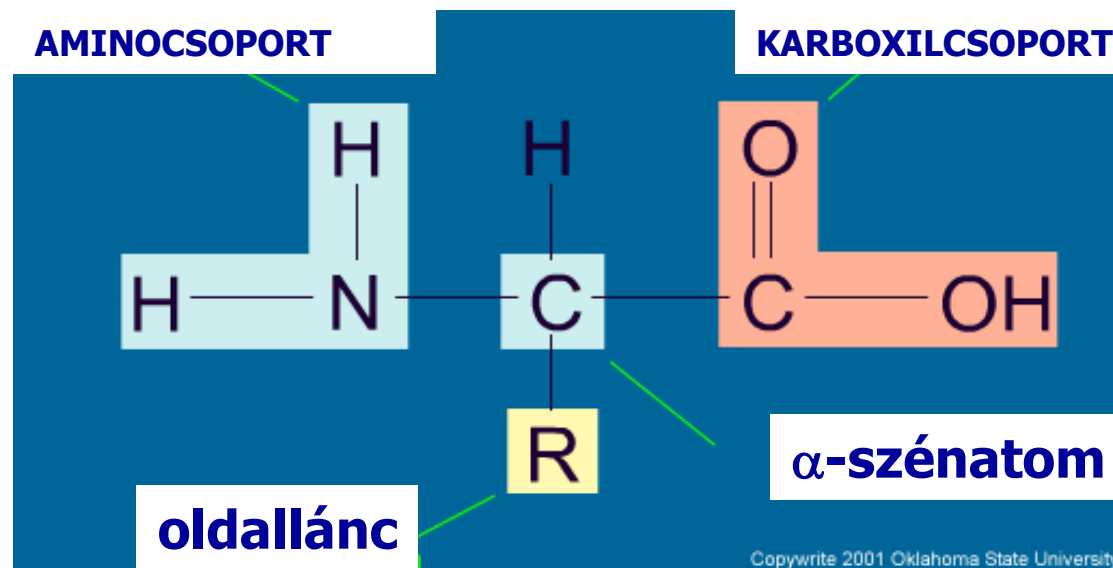 AMINOCSOPORT KARBOXILCSOPORT
H H O
H N C C OH
R
α-szénatom
oldallánc
Copywrite 2001 Oklahoma State University